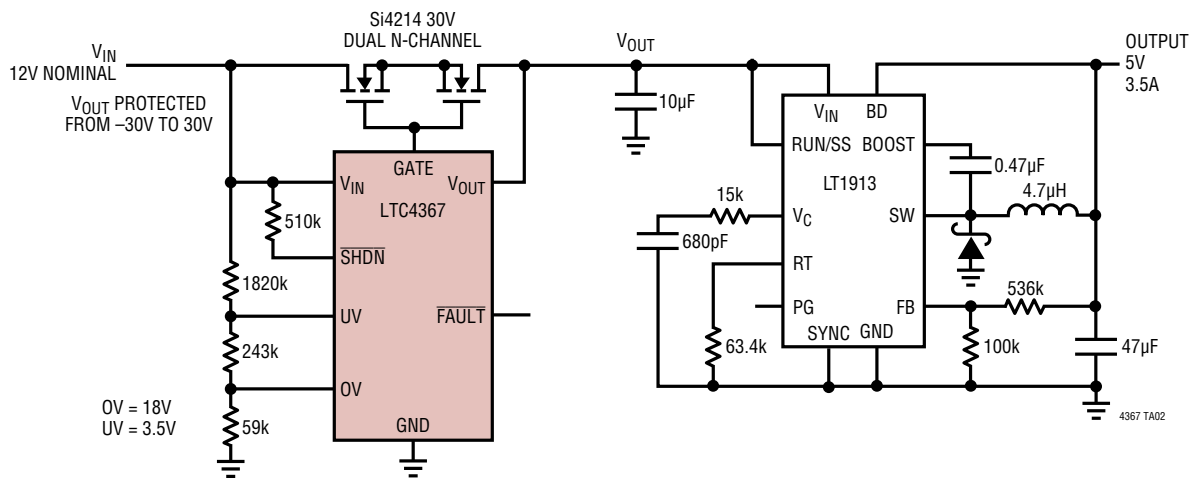 Si4214 30V
DUAL N-CHANNEL
VIN
12V NOMINAL
VOUT PROTECTED
FROM –30V TO 30V
VOUT
OUTPUT
5V
3.5A
10µF
VIN
BD
RUN/SS
BOOST
LT1913
0.47µF
4.7µH
GATE
VIN
VOUT
LTC4367
510k
SHDN
15k
VC
SW
680pF
RT
1820k
UV
FAULT
PG
FB
536k
SYNC
GND
63.4k
100k
47µF
243k
OV
OV = 18V
UV = 3.5V
59k
GND
4367 TA02